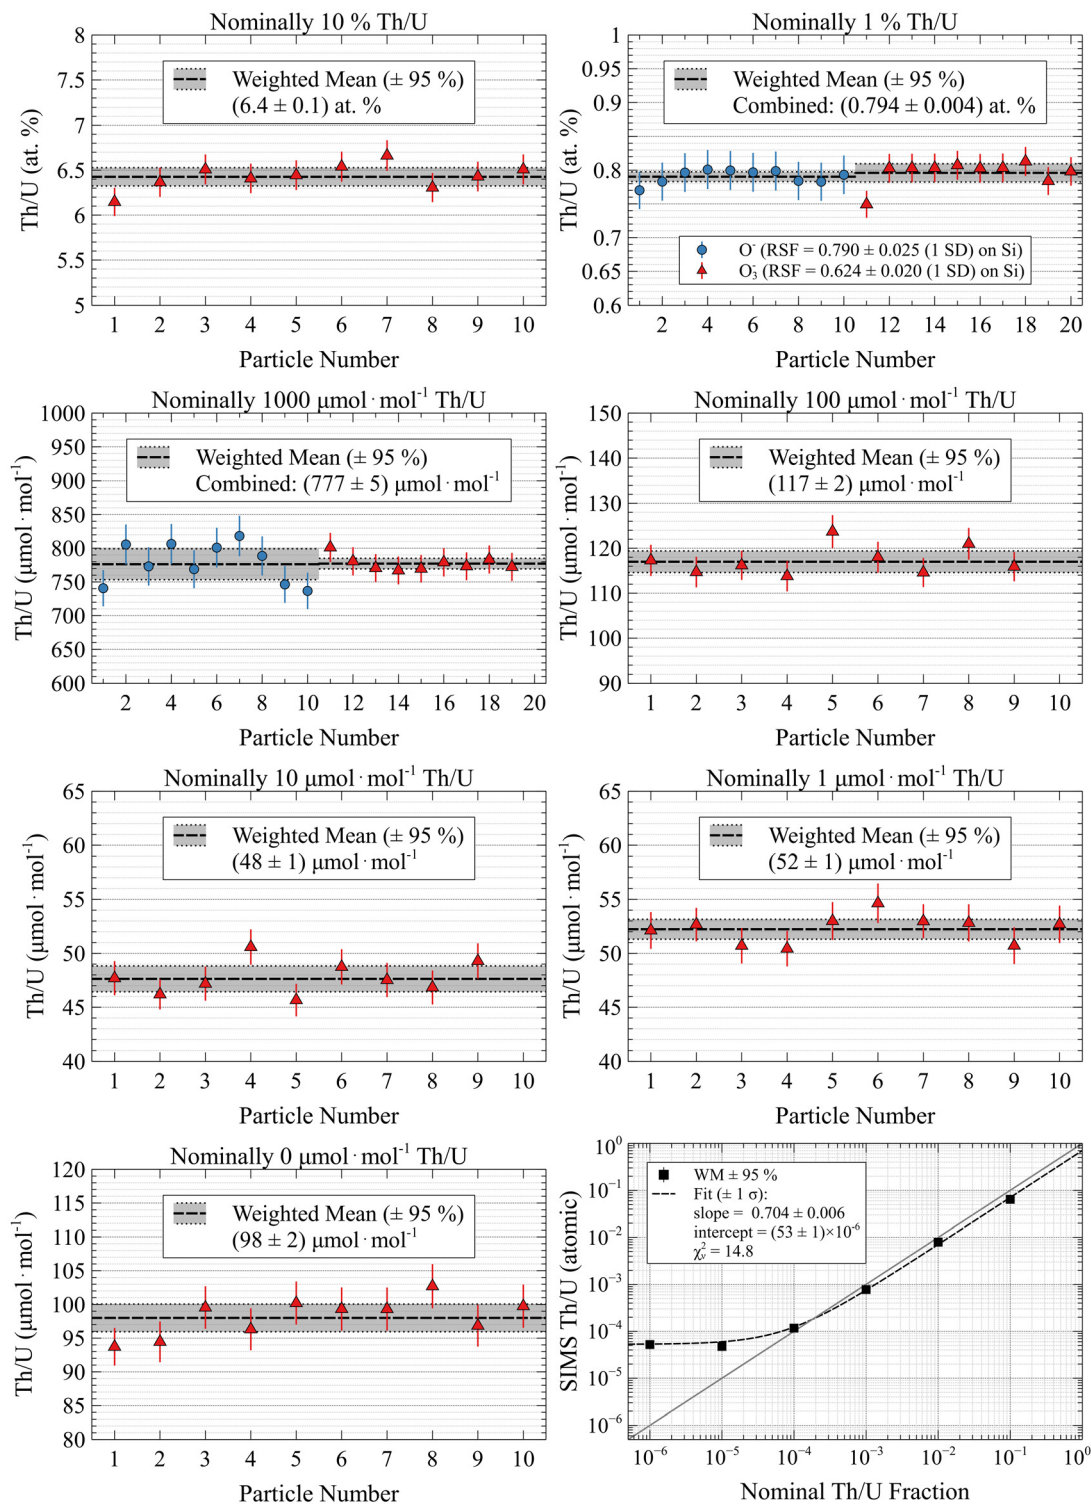 Nominally 10 % Th/U
Th/U (at. %)
8
7.5
7
6.5
6
5.5
5
Weighted Mean (± 95 %)
(6.4 ± 0.1) at. %
1 2 3 4 5 6 7 8 9 10
Particle Number
Nominally 1 % Th/U
Th/U (at. %)
1
0.95
0.9
0.8
0.7
0.65
0.6
Weighted Mean (± 95 %)
Combined: (0.794 ± 0.004) at. %
O⁻ (RSF = 0.790 ± 0.025 (1 SD) on Si)
O₃⁻ (RSF = 0.624 ± 0.020 (1 SD) on Si)
2 4 6 8 10 12 14 16 18 20
Particle Number
Nominally 1000 μmol·mol⁻¹ Th/U
Th/U (μmol·mol⁻¹)
1000
950
900
850
800
750
700
650
600
Weighted Mean (± 95 %)
Combined: (777 ± 5) μmol·mol⁻¹
2 4 6 8 10 12 14 16 18 20
Particle Number
Nominally 100 μmol·mol⁻¹ Th/U
Th/U (μmol·mol⁻¹)
150
140
130
120
110
100
90
Weighted Mean (± 95 %)
(117 ± 2) μmol·mol⁻¹
1 2 3 4 5 6 7 8 9 10
Particle Number
Nominally 10 μmol·mol⁻¹ Th/U
Th/U (μmol·mol⁻¹)
65
60
55
50
45
40
Weighted Mean (± 95 %)
(48 ± 1) μmol·mol⁻¹
1 2 3 4 5 6 7 8 9 10
Particle Number
Nominally 1 μmol·mol⁻¹ Th/U
Th/U (μmol·mol⁻¹)
65
60
55
50
45
40
Weighted Mean (± 95 %)
(52 ± 1) μmol·mol⁻¹
1 2 3 4 5 6 7 8 9 10
Particle Number
Nominally 0 μmol·mol⁻¹ Th/U
Th/U (μmol·mol⁻¹)
120
115
110
105
100
95
90
85
80
Weighted Mean (± 95 %)
(98 ± 2) μmol·mol⁻¹
1 2 3 4 5 6 7 8 9 10
Particle Number
SIMS Th/U (atomic)
10⁰
10⁻¹
10⁻²
10⁻³
10⁻⁴
10⁻⁵
10⁻⁶
WM ± 95 %
Fit (± 1 σ):
slope = 0.704 ± 0.006
intercept = (53 ± 1)×10⁻⁶
χᵥ² = 14.8
10⁻⁶ 10⁻⁵ 10⁻⁴ 10⁻³ 10⁻² 10⁻¹ 10⁰
Nominal Th/U Fraction